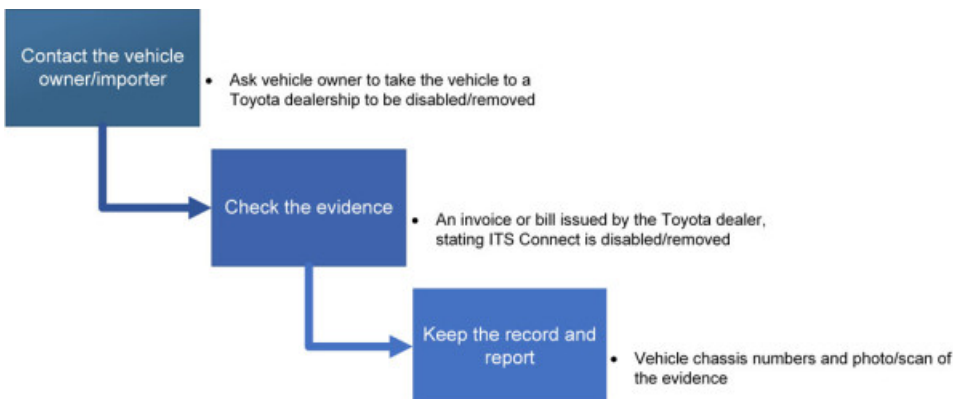 Contact the vehicle
owner/importer
• Ask vehicle owner to take the vehicle to a
Toyota dealership to be disabled/removed
Check the evidence
• An invoice or bill issued by the Toyota dealer,
stating ITS Connect is disabled/removed
Keep the record and
report
• Vehicle chassis numbers and photo/scan of
the evidence